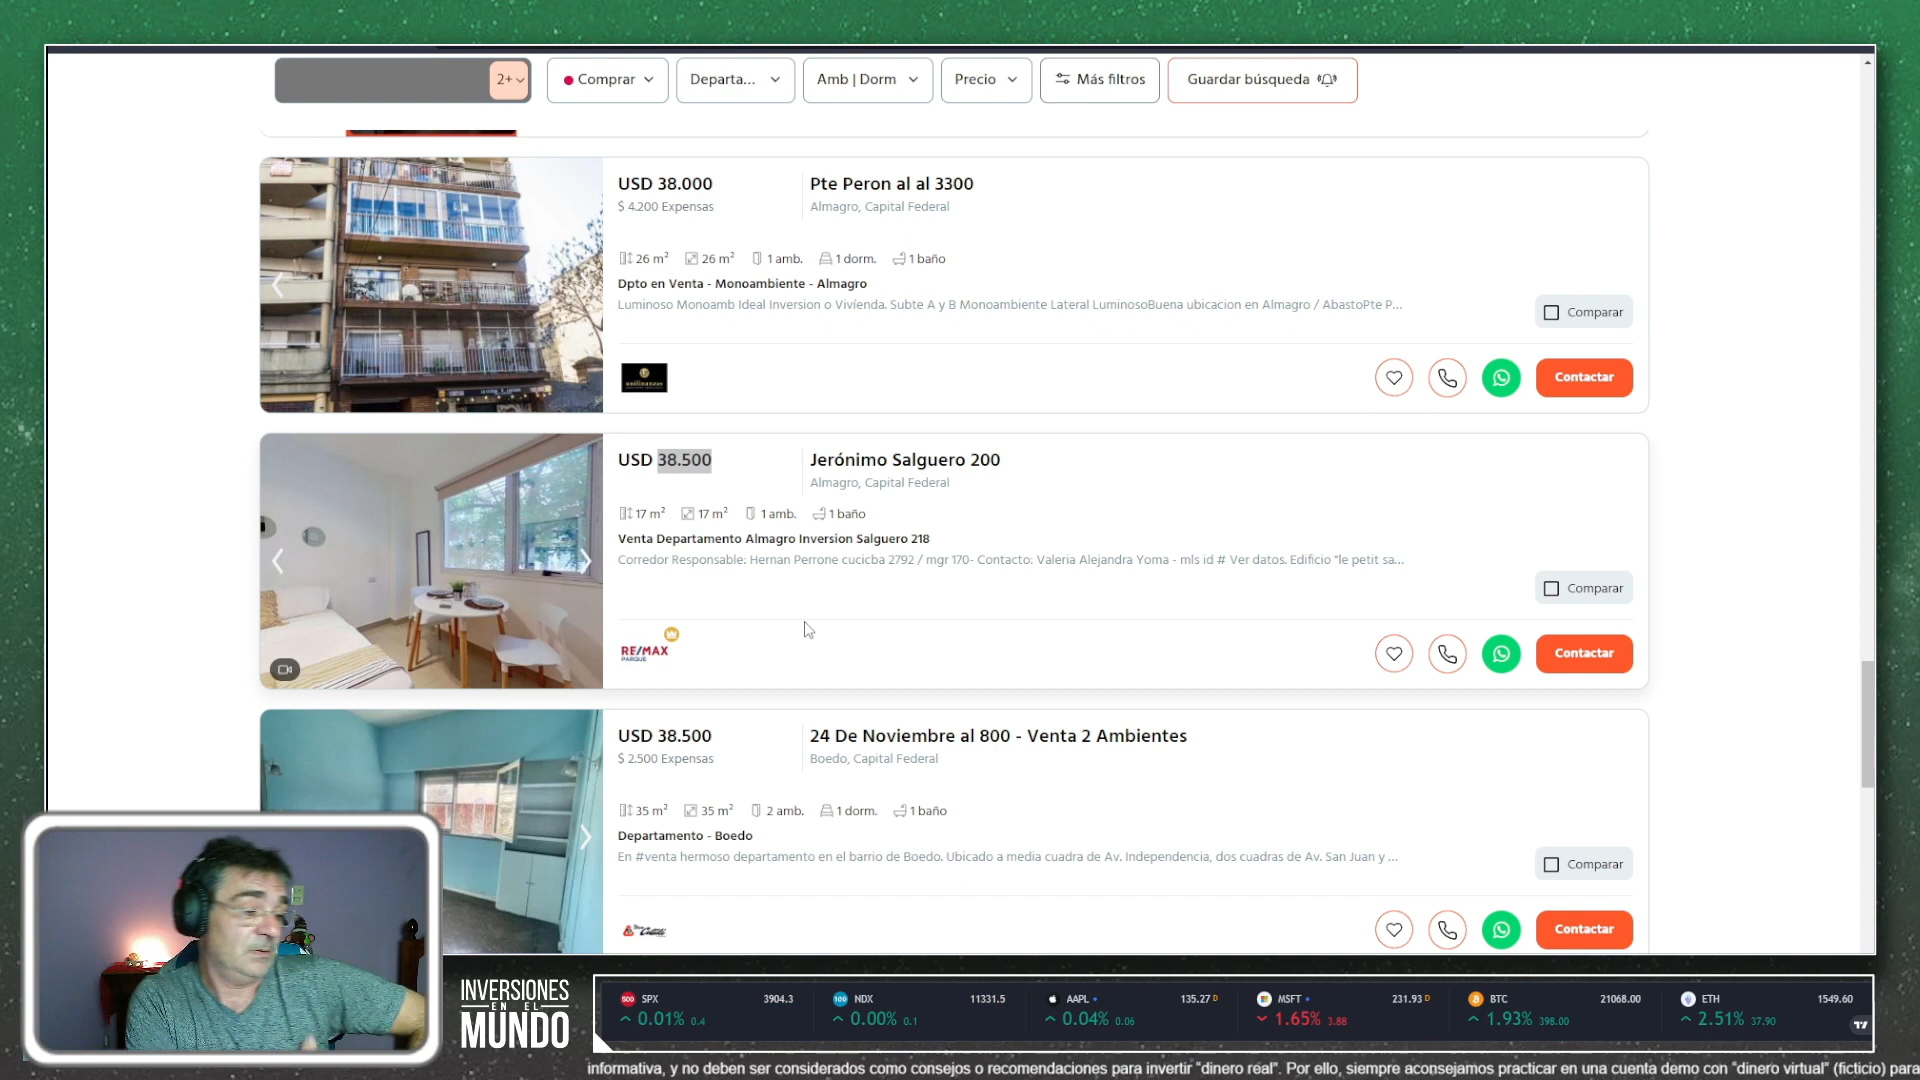 2+
Comprar
Departa...
Amb | Dorm
Precio
Más filtros
Guardar búsqueda
USD 38.000
$ 4.200 Expensas
Pte Peron al al 3300
Almagro, Capital Federal
26 m² 26 m² 1 amb. 1 dorm. 1 baño
Dpto en Venta - Monoambiente - Almagro
Luminoso Monoamb Ideal Inversion o Vivíenda. Subte A y B Monoambiente Lateral LuminosoBuena ubicacion en Almagro / AbastoPte P...
Comparar
unifinanzas
Contactar
USD 38.500
Jerónimo Salguero 200
Almagro, Capital Federal
17 m² 17 m² 1 amb. 1 baño
Venta Departamento Almagro Inversion Salguero 218
Corredor Responsable: Hernan Perrone cucicba 2792 / mgr 170- Contacto: Valeria Alejandra Yoma - mls id # Ver datos. Edificio "le petit sa...
Comparar
RE/MAX
PARQUE
Contactar
USD 38.500
$ 2.500 Expensas
24 De Noviembre al 800 - Venta 2 Ambientes
Boedo, Capital Federal
35 m² 35 m² 2 amb. 1 dorm. 1 baño
Departamento - Boedo
En #venta hermoso departamento en el barrio de Boedo. Ubicado a media cuadra de Av. Independencia, dos cuadras de Av. San Juan y ...
Comparar
Contactar
INVERSIONES
EN EL
MUNDO
500 SPX 3904.3
0.01% 0.4
100 NDX 11331.5
0.00% 0.1
AAPL 135.27 D
0.04% 0.06
MSFT 231.93 D
1.65% 3.88
BTC 21068.00
1.93% 398.00
ETH 1549.60
2.51% 37.90
informativa, y no deben ser considerados como consejos o recomendaciones para invertir "dinero real". Por ello, siempre aconsejamos practicar en una cuenta demo con "dinero virtual" (ficticio) para